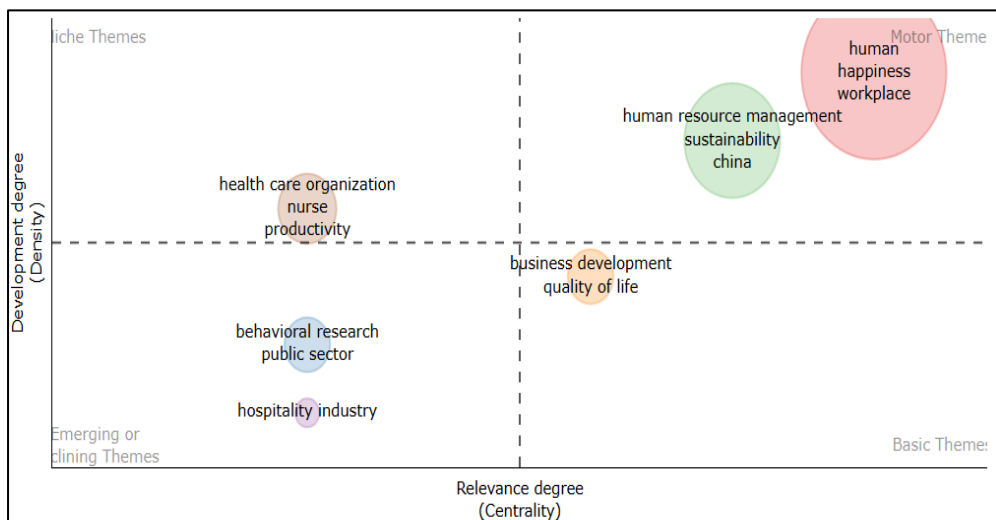 liche Themes
Motor Theme
human
happiness
workplace
human resource management
sustainability
china
health care organization
nurse
productivity
business development
quality of life
behavioral research
public sector
hospitality industry
Emerging or
clining Themes
Basic Themes
Development degree
(Density)
Relevance degree
(Centrality)